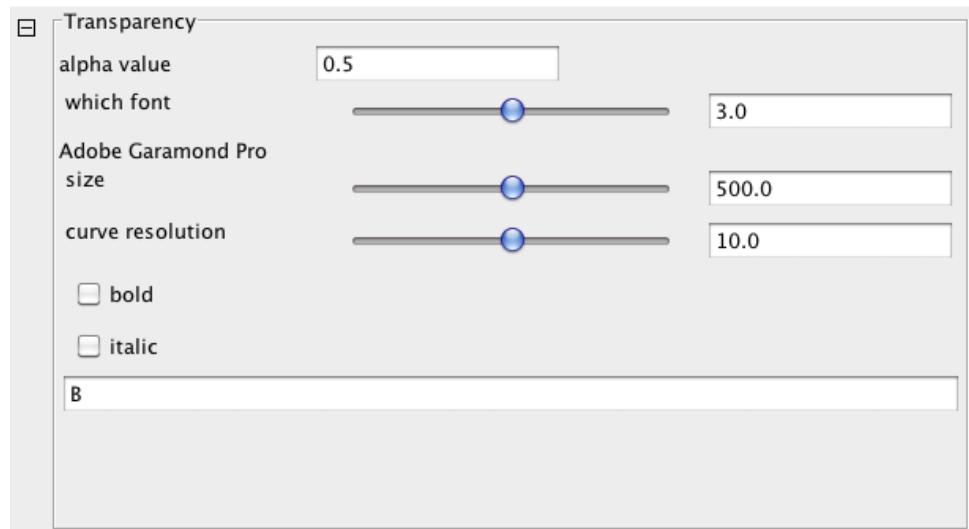 Transparency
alpha value 0.5
which font 3.0
Adobe Garamond Pro
size 500.0
curve resolution 10.0
bold
italic
B